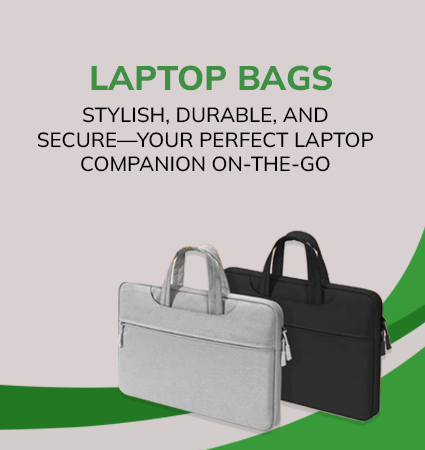 LAPTOP BAGS
STYLISH, DURABLE, AND
SECURE—YOUR PERFECT LAPTOP
COMPANION ON-THE-GO